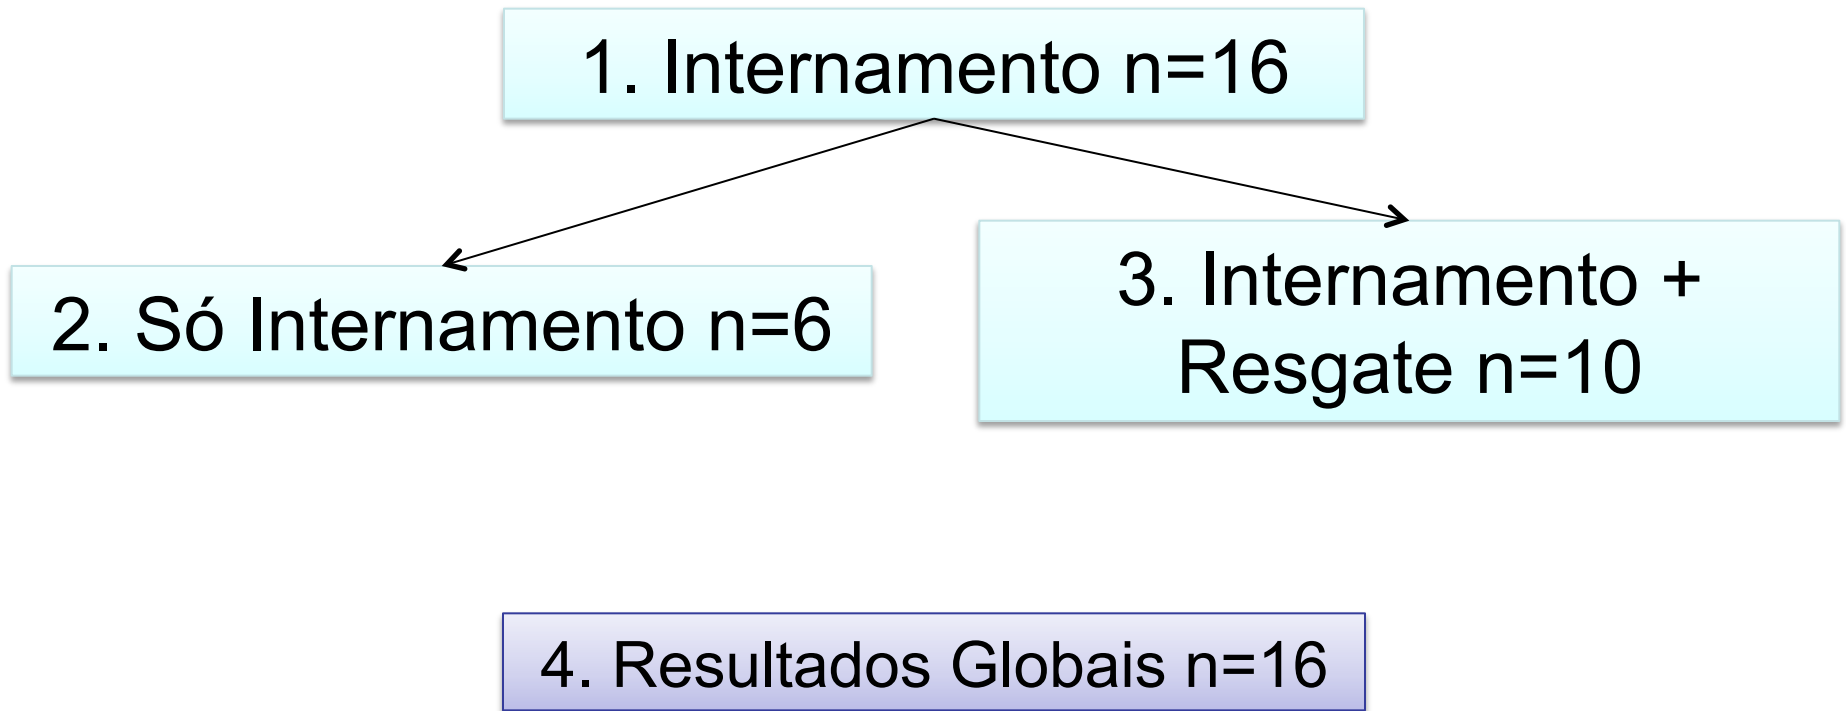 1. Internamento n=16
2. Só Internamento n=6
3. Internamento +
Resgate n=10
4. Resultados Globais n=16